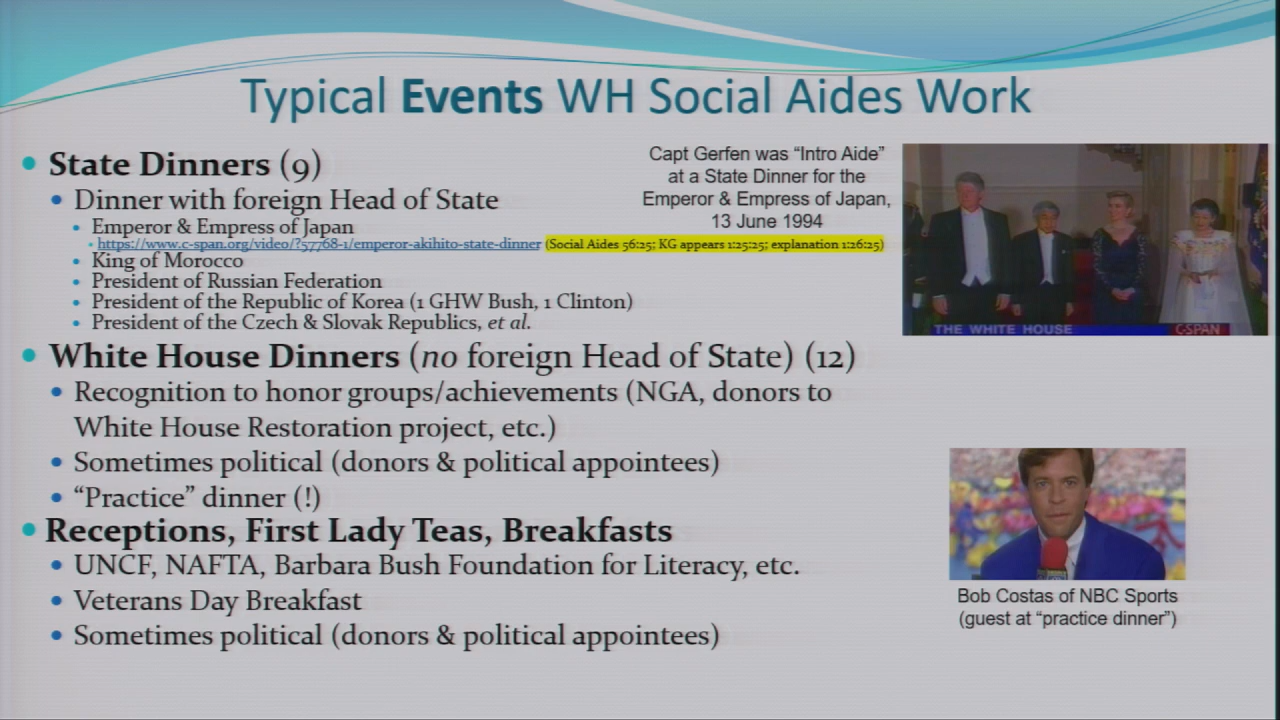 Typical Events WH Social Aides Work
State Dinners (9)
Dinner with foreign Head of State
Emperor & Empress of Japan
https://www.c-span.org/video/?57768-1/emperor-akihito-state-dinner (Social Aides 56:25; KG appears 1:25:25; explanation 1:26:25)
King of Morocco
President of Russian Federation
President of the Republic of Korea (1 GHW Bush, 1 Clinton)
President of the Czech & Slovak Republics, et al.
Capt Gerfen was “Intro Aide”
at a State Dinner for the
Emperor & Empress of Japan,
13 June 1994
THE WHITE HOUSE
C-SPAN
White House Dinners (no foreign Head of State) (12)
Recognition to honor groups/achievements (NGA, donors to
White House Restoration project, etc.)
Sometimes political (donors & political appointees)
“Practice” dinner (!)
Receptions, First Lady Teas, Breakfasts
UNCF, NAFTA, Barbara Bush Foundation for Literacy, etc.
Veterans Day Breakfast
Sometimes political (donors & political appointees)
Bob Costas of NBC Sports
(guest at “practice dinner”)